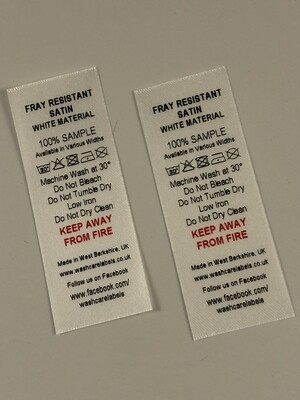 FRAY RESISTANT
SATIN
WHITE MATERIAL
100% SAMPLE
Available in Various Widths
30°
Machine Wash at 30°
Do Not Bleach
Do Not Tumble Dry
Low Iron
Do Not Dry Clean
KEEP AWAY
FROM FIRE
Made in West Berkshire, UK
www.washcarelabels.co.uk
Follow us on Facebook
www.facebook.com/
washcarelabels
FRAY RESISTANT
SATIN
WHITE MATERIAL
100% SAMPLE
Available in Various Widths
30°
Machine Wash at 30°
Do Not Bleach
Do Not Tumble Dry
Low Iron
Do Not Dry Clean
KEEP AWAY
FROM FIRE
Made in West Berkshire, UK
www.washcarelabels.co.uk
Follow us on Facebook
www.facebook.com/
washcarelabels